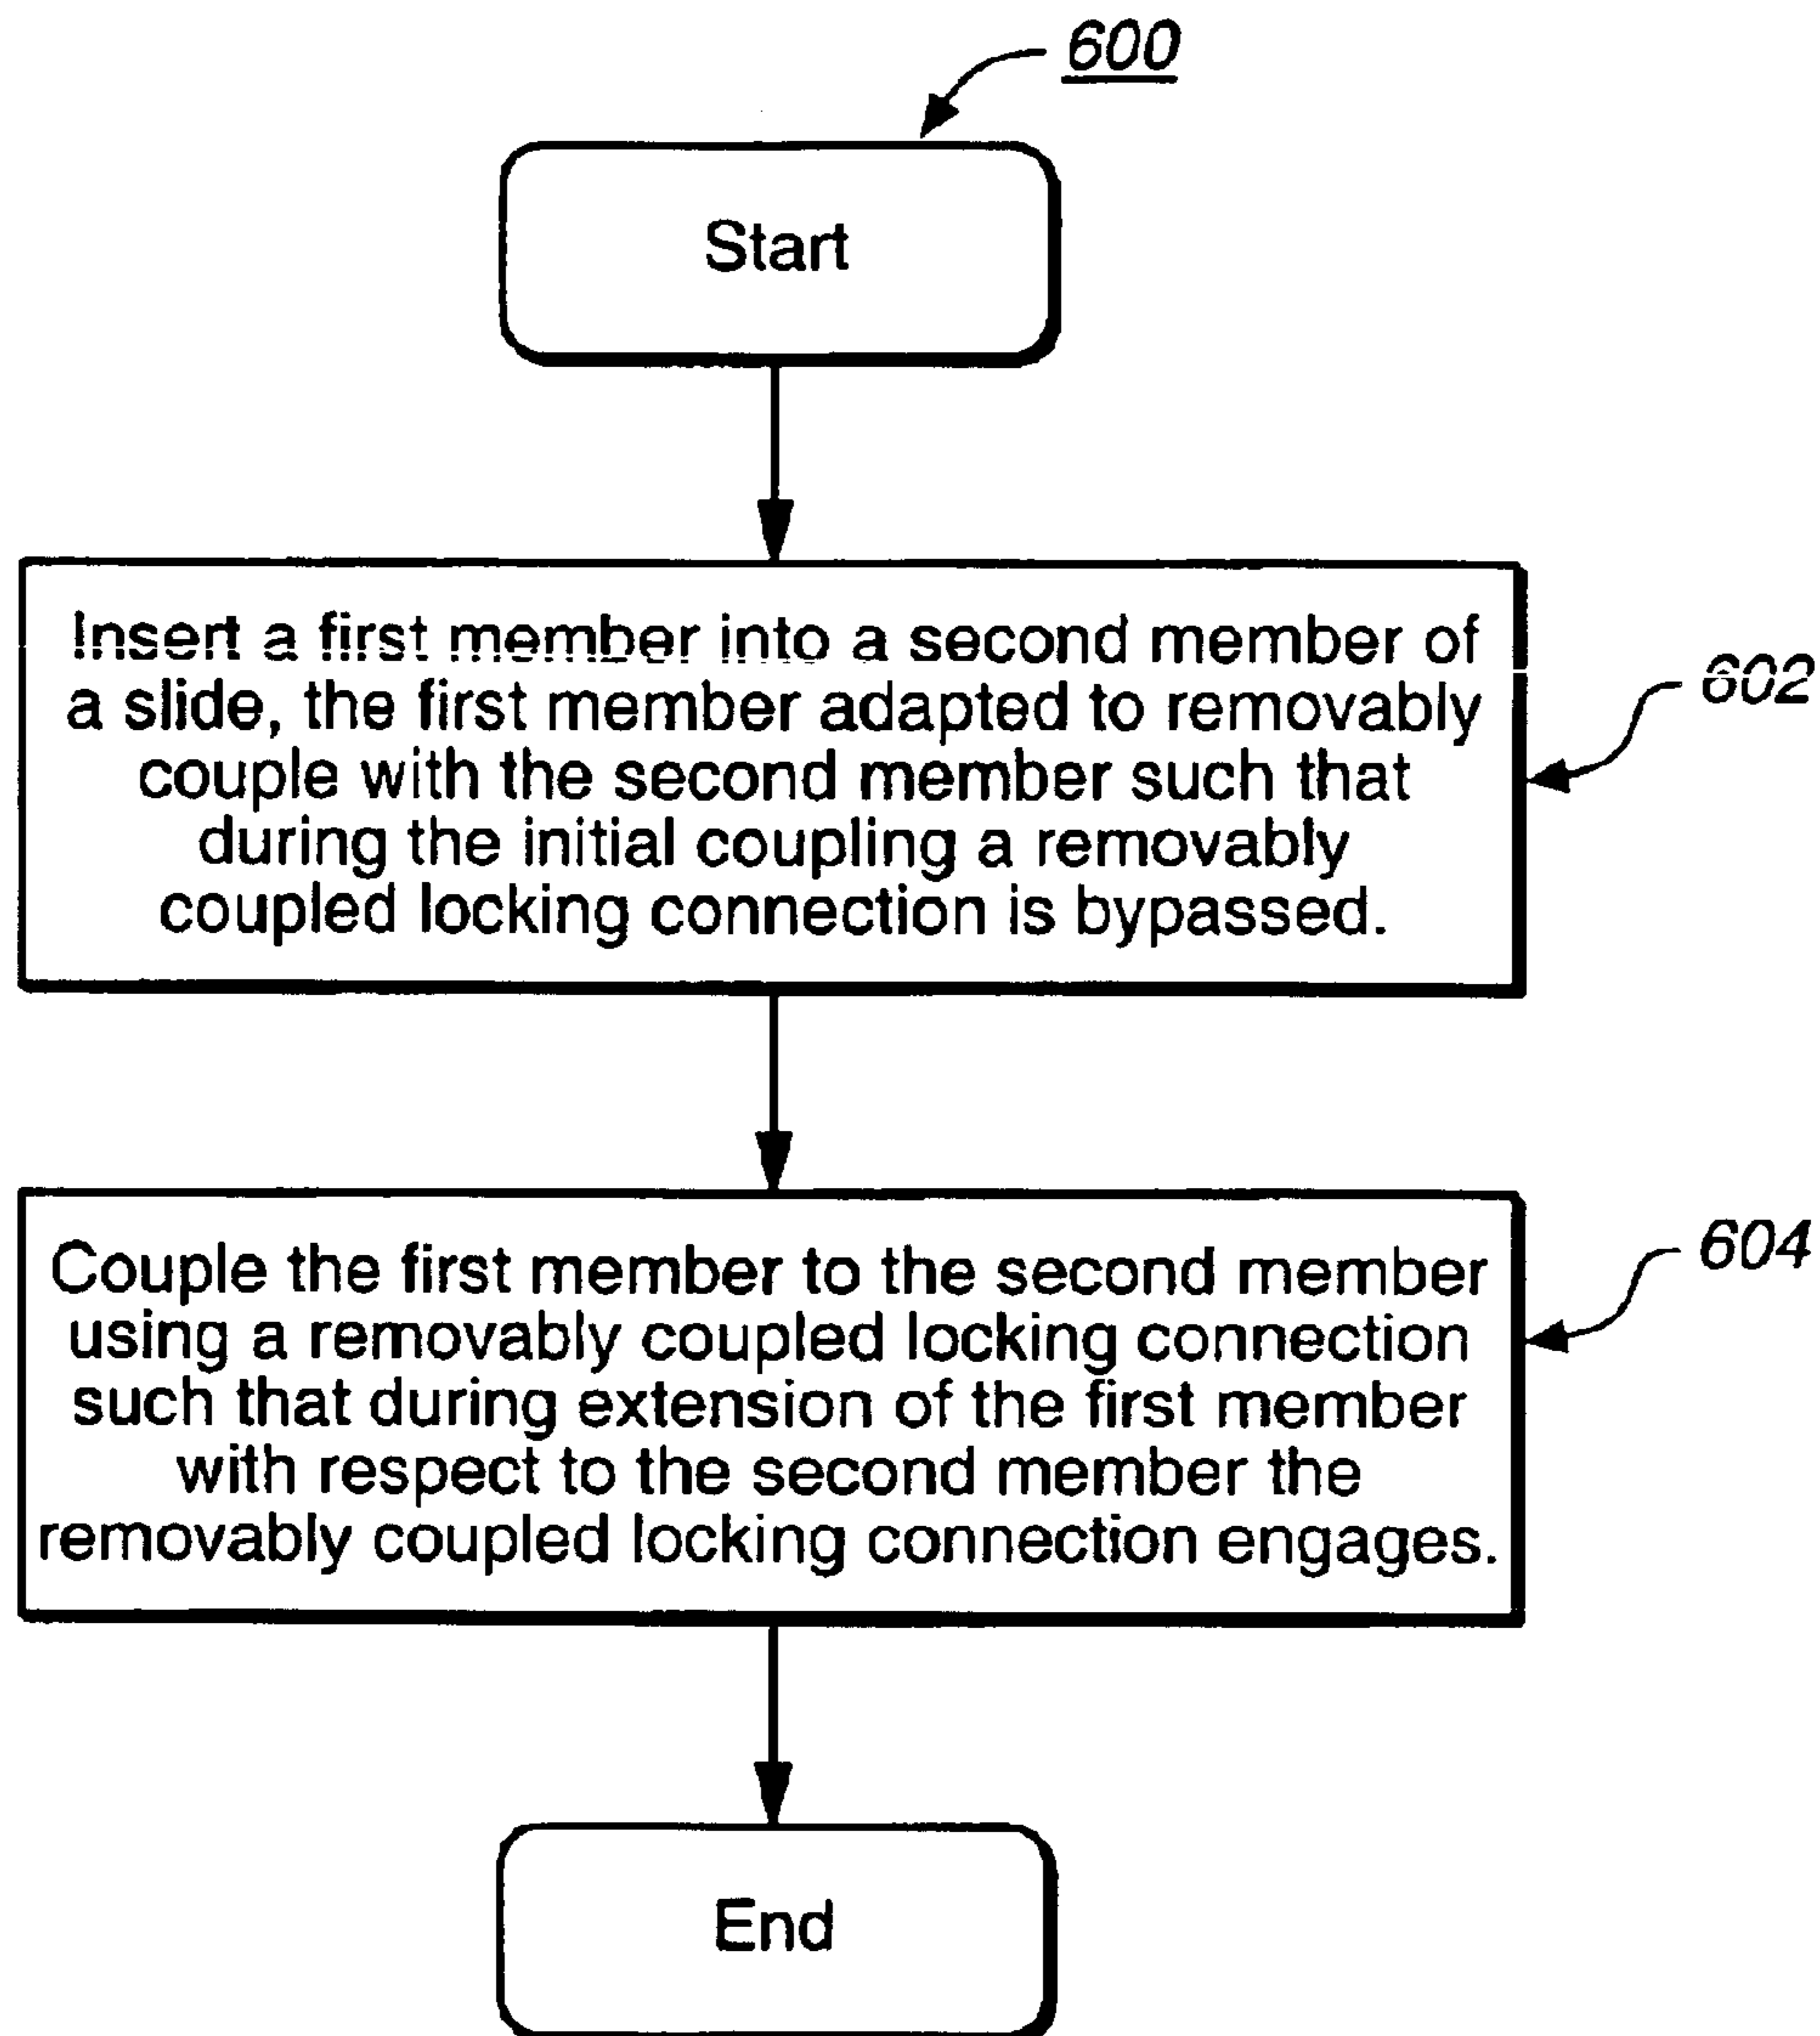 600
Start
Insert a first member into a second member of
a slide, the first member adapted to removably
couple with the second member such that
during the initial coupling a removably
coupled locking connection is bypassed.
602
Couple the first member to the second member
using a removably coupled locking connection
such that during extension of the first member
with respect to the second member the
removably coupled locking connection engages.
604
End